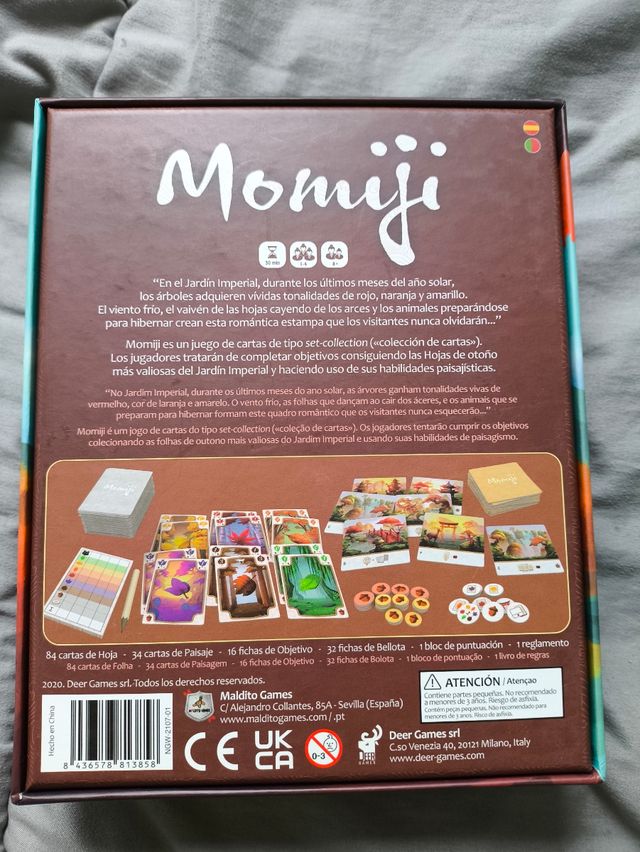 Momiji
30 min
1-4
8+
“En el Jardín Imperial, durante los últimos meses del año solar,
los árboles adquieren vívidas tonalidades de rojo, naranja y amarillo.
El viento frío, el vaivén de las hojas cayendo de los arces y los animales preparándose
para hibernar crean esta romántica estampa que los visitantes nunca olvidarán...”
Momiji es un juego de cartas de tipo set-collection («colección de cartas»).
Los jugadores tratarán de completar objetivos consiguiendo las Hojas de otoño
más valiosas del Jardín Imperial y haciendo uso de sus habilidades paisajísticas.
“No Jardim Imperial, durante os últimos meses do ano solar, as árvores ganham tonalidades vivas de
vermelho, cor de laranja e amarelo. O vento frio, as folhas que dançam ao cair dos áceres, e os animais que se
preparam para hibernar formam este quadro romântico que os visitantes nunca esquecerão...”
Momiji é um jogo de cartas do tipo set-collection («coleção de cartas»). Os jogadores tentarão cumprir os objetivos
colecionando as folhas de outono mais valiosas do Jardim Imperial e usando suas habilidades de paisagismo.
Momiji
Momiji
84 cartas de Hoja - 34 cartas de Paisaje - 16 fichas de Objetivo - 32 fichas de Bellota - 1 bloc de puntuación - 1 reglamento
84 cartas de Folha - 34 cartas de Paisagem - 16 fichas de Objetivo - 32 fichas de Bolota - 1 bloco de pontuação - 1 livro de regras
2020. Deer Games srl. Todos los derechos reservados.
Hecho en China
8 436578 813858
NGW-2107-01
Maldito Games
C/ Alejandro Collantes, 85A - Sevilla (España)
www.malditogames.com / .pt
ATENCIÓN / Atençao
Contiene partes pequeñas. No recomendado
a menores de 3 años. Riesgo de asfixia.
Contém peças pequenas. Não recomendado para
menores de 3 anos. Risco de asfixia.
CE
UK
CA
0-3
DEER
GAMES
Deer Games srl
C.so Venezia 40, 20121 Milano, Italy
www.deer-games.com